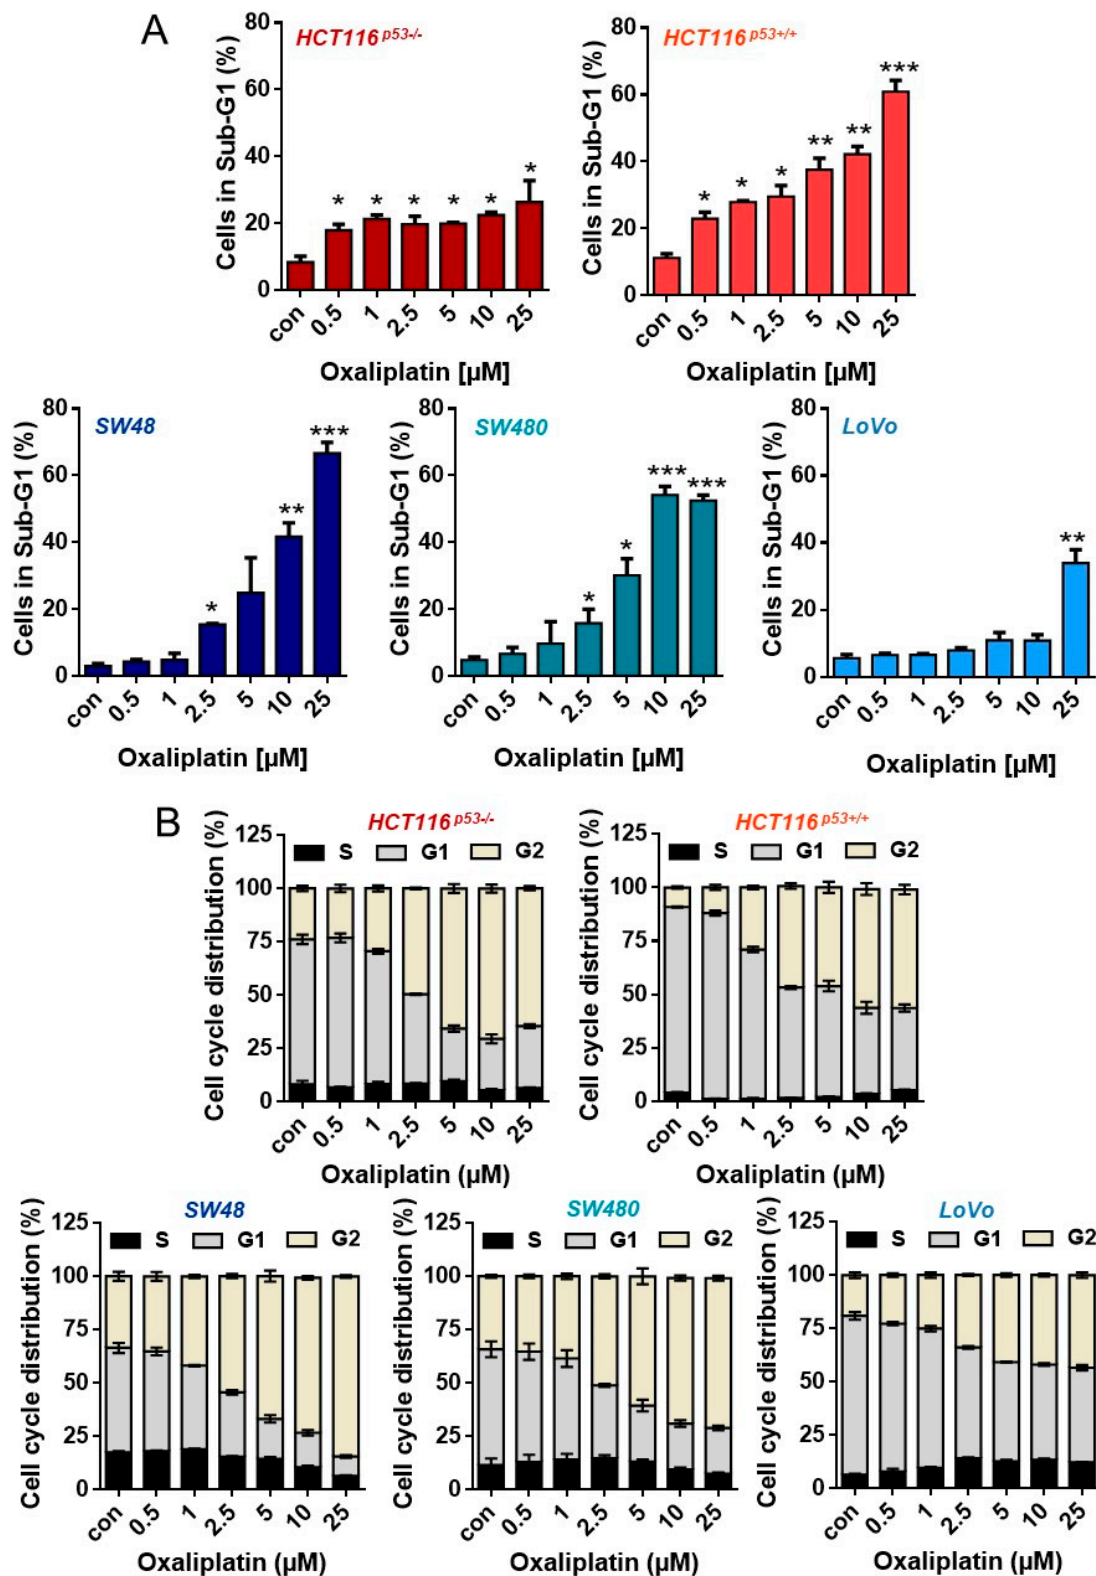 A
HCT116 p53-/-
Cells in Sub-G1 (%)
80
60
40
20
0
* * * * * *
con 0.5 1 2.5 5 10 25
Oxaliplatin [µM]
HCT116 p53+/+
Cells in Sub-G1 (%)
80
60
40
20
0
* * * ** ** ***
con 0.5 1 2.5 5 10 25
Oxaliplatin [µM]
SW48
Cells in Sub-G1 (%)
80
60
40
20
0
* ** ***
con 0.5 1 2.5 5 10 25
Oxaliplatin [µM]
SW480
Cells in Sub-G1 (%)
80
60
40
20
0
* * *** ***
con 0.5 1 2.5 5 10 25
Oxaliplatin [µM]
LoVo
Cells in Sub-G1 (%)
80
60
40
20
0
**
con 0.5 1 2.5 5 10 25
Oxaliplatin [µM]
B
HCT116 p53-/-
Cell cycle distribution (%)
125
100
75
50
25
0
S G1 G2
con 0.5 1 2.5 5 10 25
Oxaliplatin (µM)
HCT116 p53+/+
Cell cycle distribution (%)
125
100
75
50
25
0
S G1 G2
con 0.5 1 2.5 5 10 25
Oxaliplatin (µM)
SW48
Cell cycle distribution (%)
125
100
75
50
25
0
S G1 G2
con 0.5 1 2.5 5 10 25
Oxaliplatin (µM)
SW480
Cell cycle distribution (%)
125
100
75
50
25
0
S G1 G2
con 0.5 1 2.5 5 10 25
Oxaliplatin (µM)
LoVo
Cell cycle distribution (%)
125
100
75
50
25
0
S G1 G2
con 0.5 1 2.5 5 10 25
Oxaliplatin (µM)